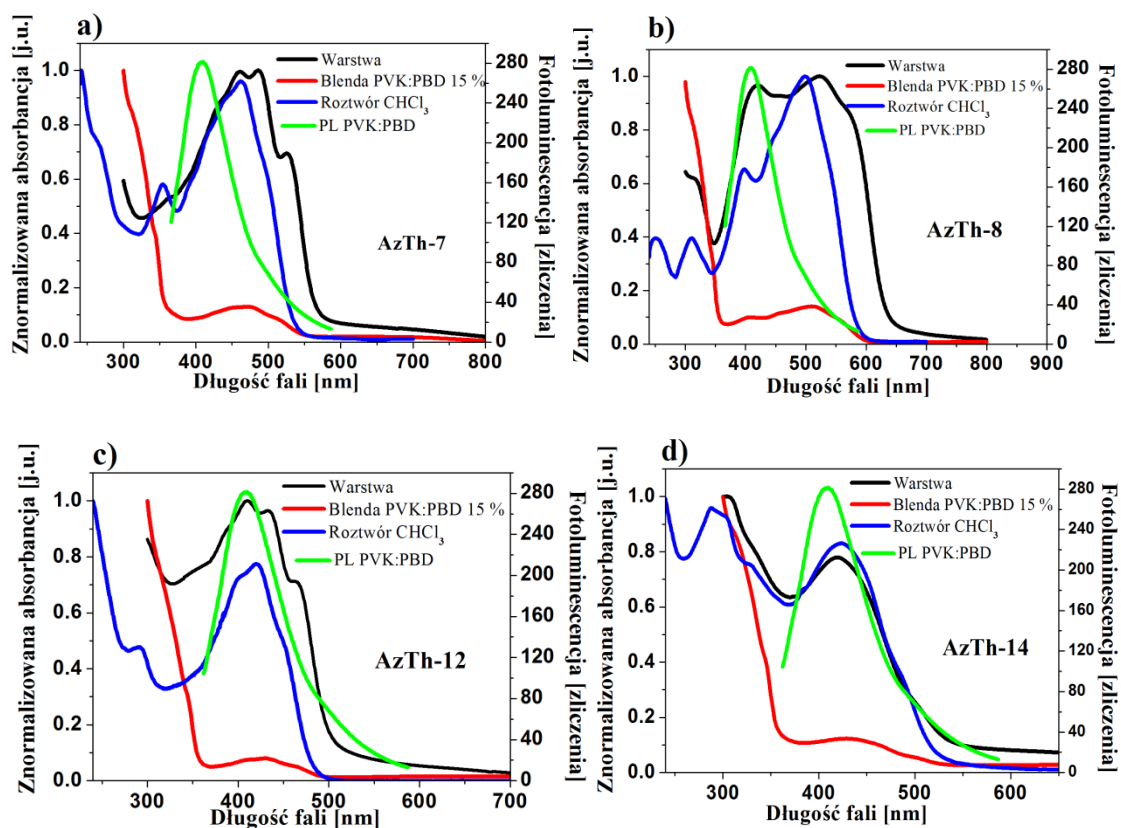 a)
Znormalizowana absorbancja [j.u.]
1.0
0.8
0.6
0.4
0.2
0.0
Warstwa
Blenda PVK:PBD 15 %
Roztwór CHCl3
PL PVK:PBD
AzTh-7
280
240
200
160
120
80
40
0
Fotoluminescencja [zliczenia]
300 400 500 600 700 800
Długość fali [nm]
b)
Znormalizowana absorbancja [j.u.]
1.0
0.8
0.6
0.4
0.2
0.0
Warstwa
Blenda PVK:PBD 15 %
Roztwór CHCl3
PL PVK:PBD
AzTh-8
280
240
200
160
120
80
40
0
Fotoluminescencja [zliczenia]
300 400 500 600 700 800 900
Długość fali [nm]
c)
Znormalizowana absorbancja [j.u.]
1.0
0.8
0.6
0.4
0.2
0.0
Warstwa
Blenda PVK:PBD 15 %
Roztwór CHCl3
PL PVK:PBD
AzTh-12
280
240
200
160
120
80
40
0
Fotoluminescencja [zliczenia]
300 400 500 600 700
Długość fali [nm]
d)
Znormalizowana absorbancja [j.u.]
1.0
0.8
0.6
0.4
0.2
0.0
Warstwa
Blenda PVK:PBD 15 %
Roztwór CHCl3
PL PVK:PBD
AzTh-14
280
240
200
160
120
80
40
0
Fotoluminescencja [zliczenia]
300 400 500 600
Długość fali [nm]